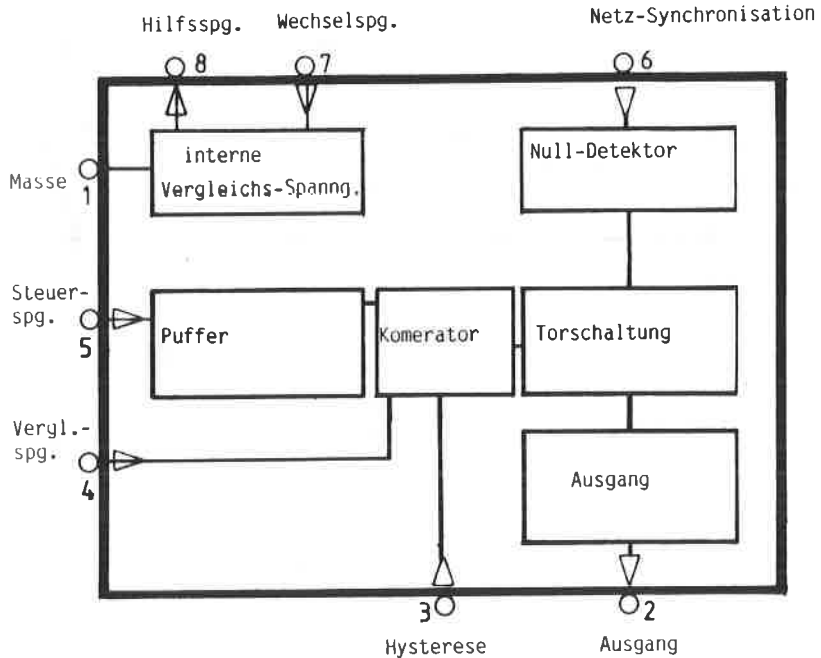 Hilfsspg. Wechselspg. Netz-Synchronisation
8 7 6
interne
Vergleichs-Spanng.
Null-Detektor
Masse
1
Steuer-
spg.
5
Puffer
Komerator
Torschaltung
Vergl.-
spg.
4
Ausgang
3 2
Hysterese Ausgang